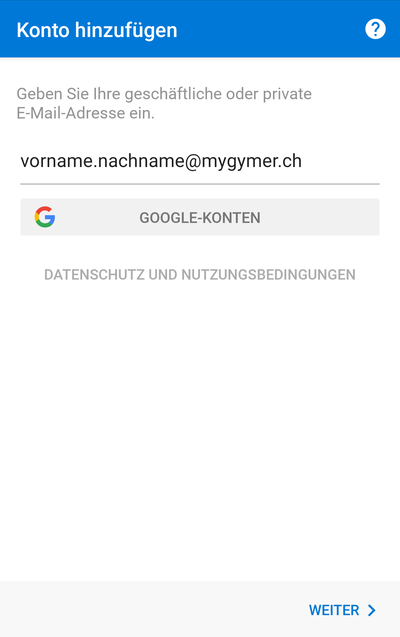 Konto hinzufügen
?
Geben Sie Ihre geschäftliche oder private
E-Mail-Adresse ein.
vorname.nachname@mygymer.ch
GOOGLE-KONTEN
DATENSCHUTZ UND NUTZUNGSBEDINGUNGEN
WEITER